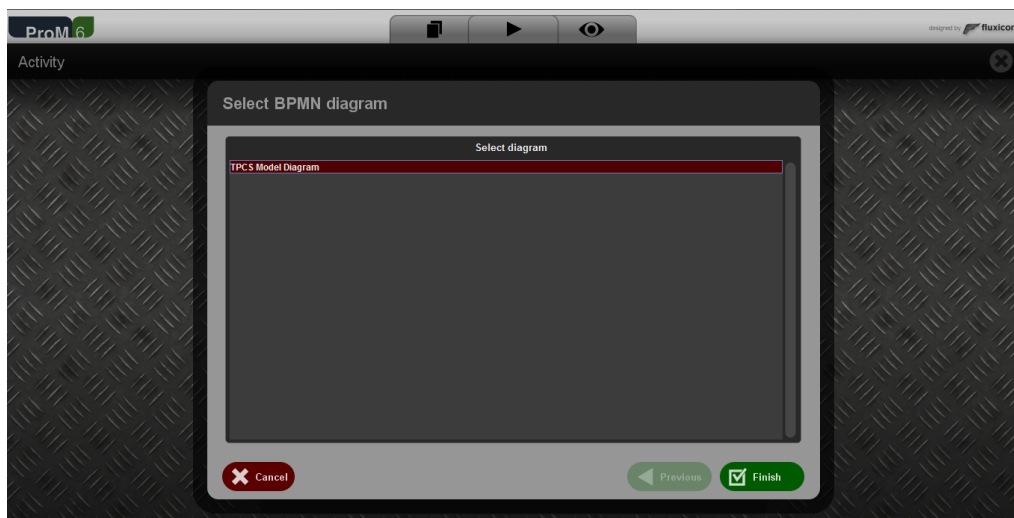 ProM 6
designed by fluxicon
Activity
Select BPMN diagram
Select diagram
TPCS Model Diagram
Cancel
Previous
Finish